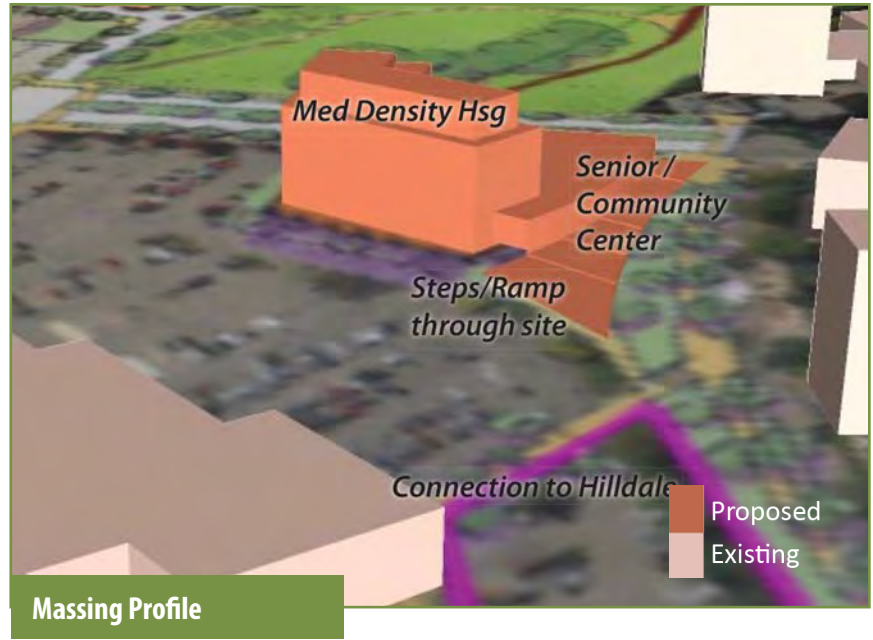 Med Density Hsg
Senior /
Community
Center
Steps/Ramp
through site
Connection to Hilldale
Proposed
Existing
Massing Profile